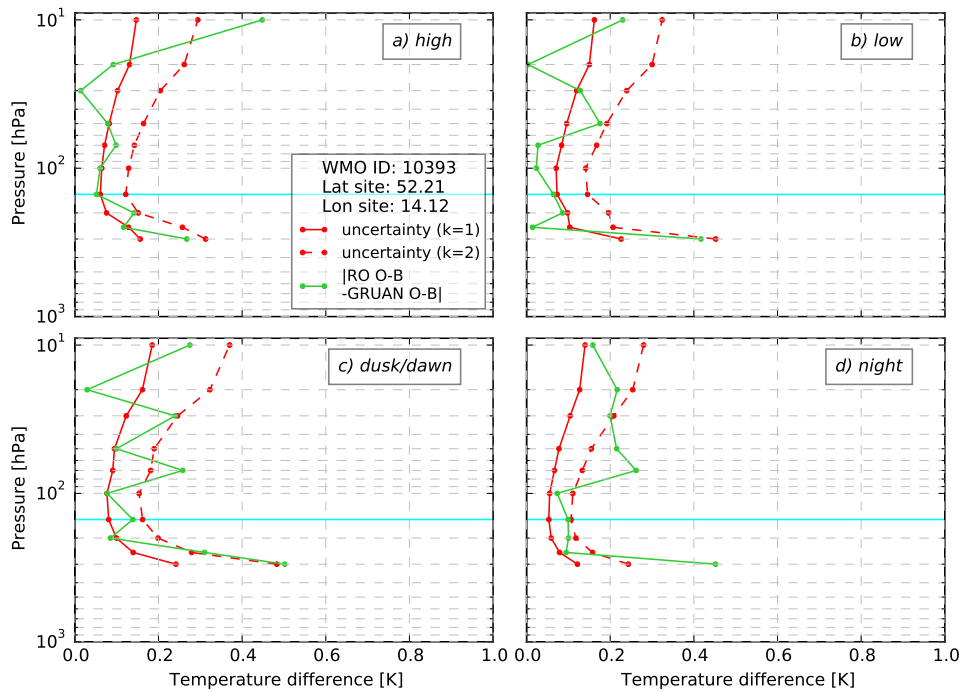 10¹
10²
10³
Pressure [hPa]
a) high
WMO ID: 10393
Lat site: 52.21
Lon site: 14.12
uncertainty (k=1)
uncertainty (k=2)
|RO O-B
-GRUAN O-B|
b) low
10¹
10²
10³
Pressure [hPa]
c) dusk/dawn
d) night
0.0 0.2 0.4 0.6 0.8 1.0
0.0 0.2 0.4 0.6 0.8 1.0
Temperature difference [K]
Temperature difference [K]